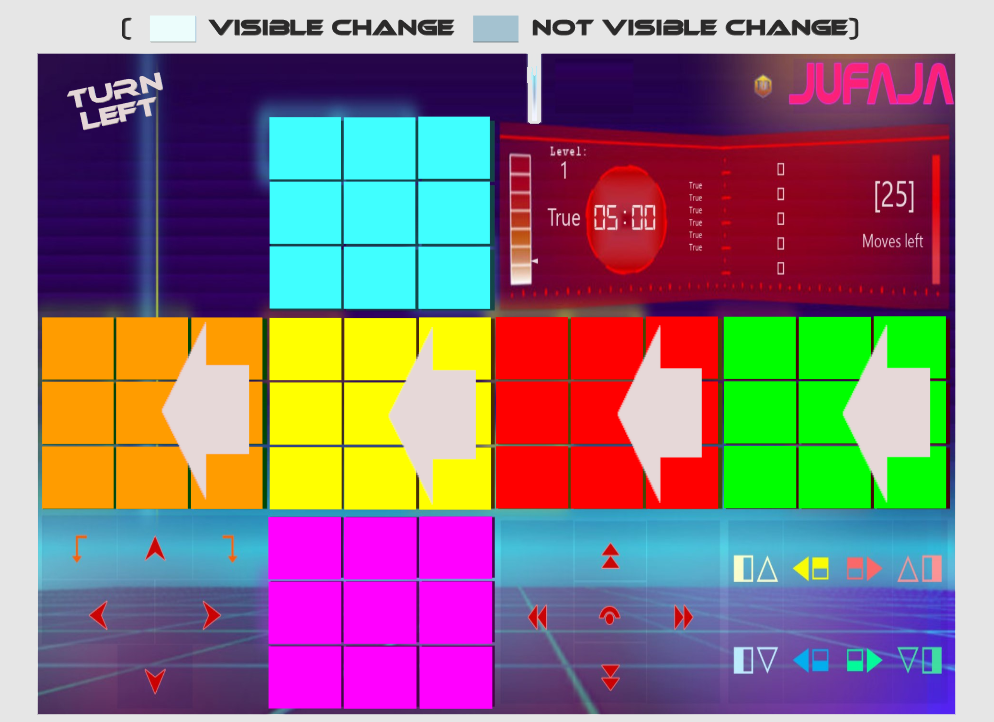 ( VISIBLE CHANGE NOT VISIBLE CHANGE)
TURN
LEFT
JUFAJA
Level:
1
True
05:00
True
True
True
True
True
True
[25]
Moves left